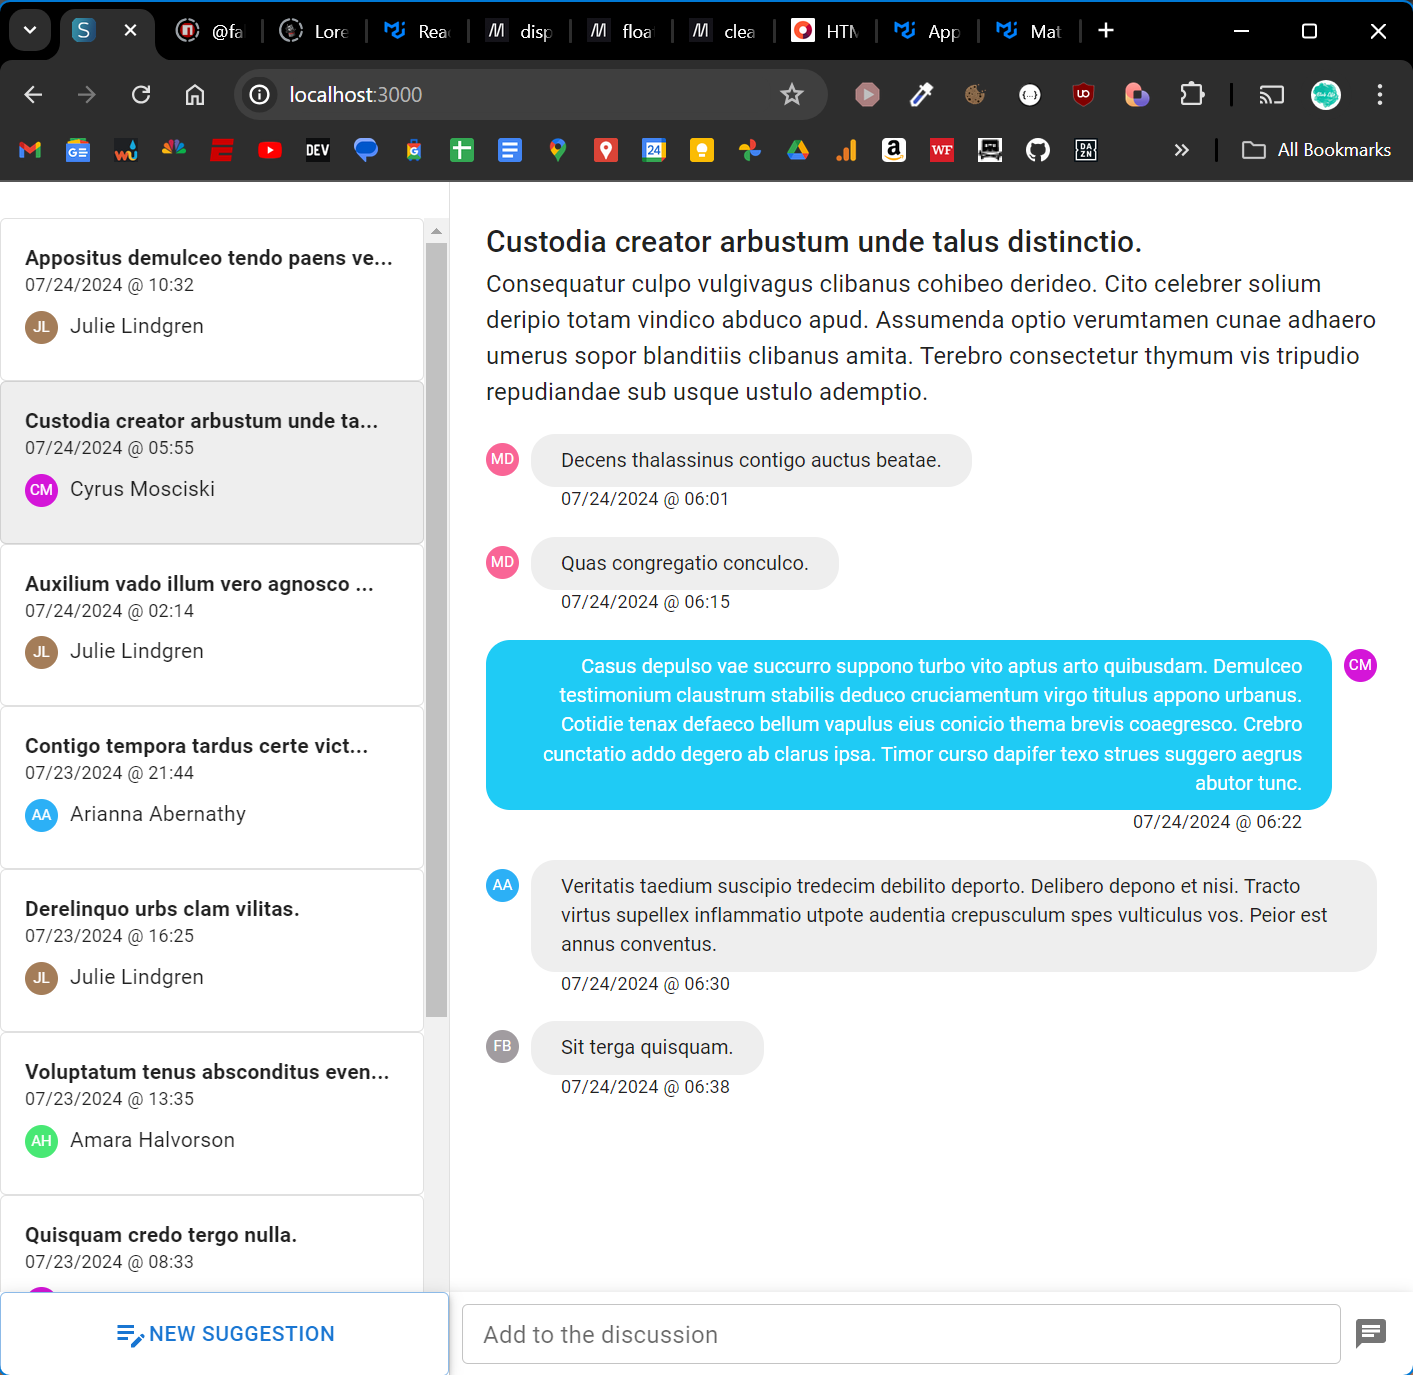 S
@fa
Lore
Rea
disp
floa
clea
HTM
App
Mat
localhost:3000
DEV
24
WF
DA
ZN
All Bookmarks
Appositus demulceo tendo paens ve...
07/24/2024 @ 10:32
JL Julie Lindgren
Custodia creator arbustum unde ta...
07/24/2024 @ 05:55
CM Cyrus Mosciski
Auxilium vado illum vero agnosco ...
07/24/2024 @ 02:14
JL Julie Lindgren
Contigo tempora tardus certe vict...
07/23/2024 @ 21:44
AA Arianna Abernathy
Derelinquo urbs clam vilitas.
07/23/2024 @ 16:25
JL Julie Lindgren
Voluptatum tenus absconditus even...
07/23/2024 @ 13:35
AH Amara Halvorson
Quisquam credo tergo nulla.
07/23/2024 @ 08:33
NEW SUGGESTION
Custodia creator arbustum unde talus distinctio.
Consequatur culpo vulgivagus clibanus cohibeo derideo. Cito celebrer solium
deripio totam vindico abduco apud. Assumenda optio verumtamen cunae adhaero
umerus sopor blanditiis clibanus amita. Terebro consectetur thymum vis tripudio
repudiandae sub usque ustulo ademptio.
MD Decens thalassinus contigo auctus beatae.
07/24/2024 @ 06:01
MD Quas congregatio conculco.
07/24/2024 @ 06:15
Casus depulso vae succurro suppono turbo vito aptus arto quibusdam. Demulceo CM
testimonium claustrum stabilis deduco cruciamentum virgo titulus appono urbanus.
Cotidie tenax defaeco bellum vapulus eius conicio thema brevis coaegresco. Crebro
cunctatio addo degero ab clarus ipsa. Timor curso dapifer texo strues suggero aegrus
abutor tunc.
07/24/2024 @ 06:22
AA Veritatis taedium suscipio tredecim debilito deporto. Delibero depono et nisi. Tracto
virtus supellex inflammatio utpote audentia crepusculum spes vulticulus vos. Peior est
annus conventus.
07/24/2024 @ 06:30
FB Sit terga quisquam.
07/24/2024 @ 06:38
Add to the discussion